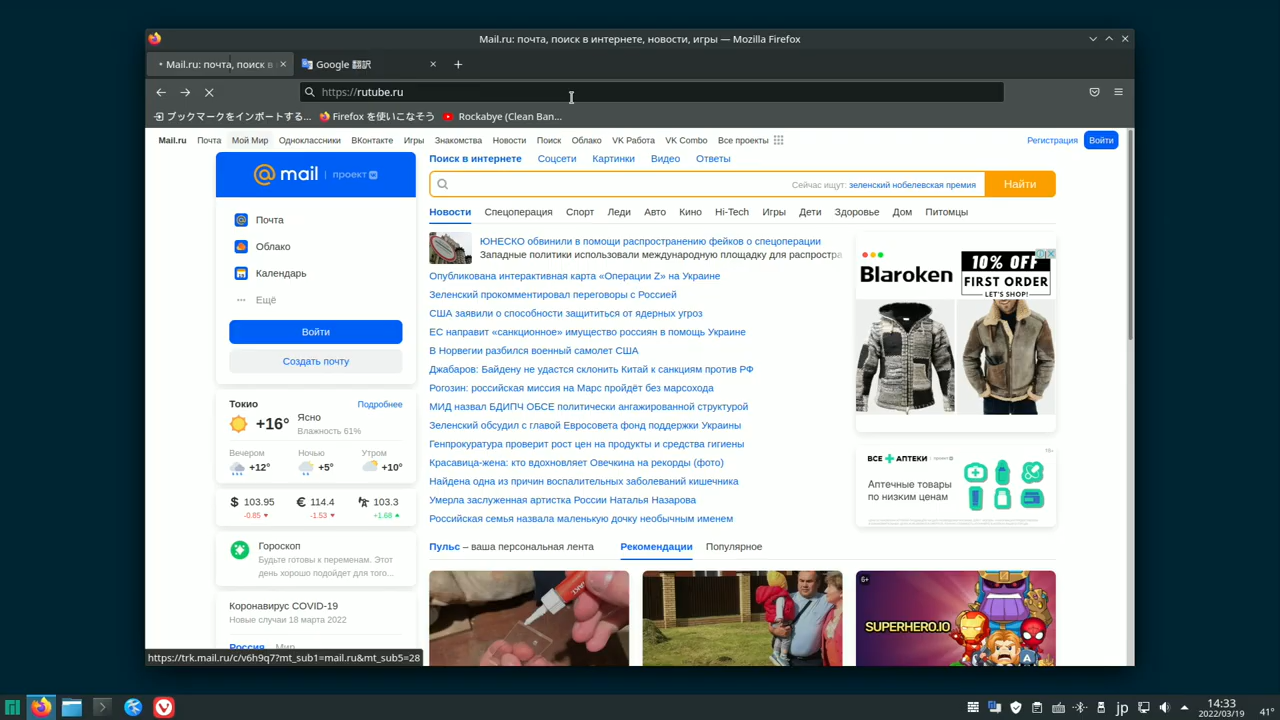 Mail.ru: почта, поиск в интернете, новости, игры — Mozilla Firefox
Mail.ru: почта, поиск в
Google 翻訳
https://rutube.ru
ブックマークをインポートする...
Firefox を使いこなそう
Rockabye (Clean Ban...
Mail.ru Почта Мой Мир Одноклассники ВКонтакте Игры Знакомства Новости Поиск Облако VK Работа VK Combo Все проекты
Регистрация Войти
mail | проект
Почта
Облако
Календарь
Ещё
Войти
Создать почту
Токио Подробнее
+16° Ясно
Влажность 61%
Вечером Ночью Утром
+12° +5° +10°
$ 103.95 € 114.4 103.3
-0.85 -1.53 +1.68
Гороскоп
Будьте готовы к переменам. Этот
день хорошо подойдет для того...
Коронавирус COVID-19
Новые случаи 18 марта 2022
Россия Мир
Поиск в интернете Соцсети Картинки Видео Ответы
Сейчас ищут: зеленский нобелевская премия
Найти
Новости Спецоперация Спорт Леди Авто Кино Hi-Tech Игры Дети Здоровье Дом Питомцы
ЮНЕСКО обвинили в помощи распространению фейков о спецоперации
Западные политики использовали международную площадку для распростра
Опубликована интерактивная карта «Операции Z» на Украине
Зеленский прокомментировал переговоры с Россией
США заявили о способности защититься от ядерных угроз
ЕС направит «санкционное» имущество россиян в помощь Украине
В Норвегии разбился военный самолет США
Джабаров: Байдену не удастся склонить Китай к санкциям против РФ
Рогозин: российская миссия на Марс пройдёт без марсохода
МИД назвал БДИПЧ ОБСЕ политически ангажированной структурой
Зеленский обсудил с главой Евросовета фонд поддержки Украины
Генпрокуратура проверит рост цен на продукты и средства гигиены
Красавица-жена: кто вдохновляет Овечкина на рекорды (фото)
Найдена одна из причин воспалительных заболеваний кишечника
Умерла заслуженная артистка России Наталья Назарова
Российская семья назвала маленькую дочку необычным именем
Пульс – ваша персональная лента Рекомендации Популярное
Blaroken
10% OFF
FIRST ORDER
LET'S SHOP!
ВСЕ АПТЕКИ
Аптечные товары
по низким ценам
6+
SUPERHERO.IO
https://trk.mail.ru/c/v6h9q7?mt_sub1=mail.ru&mt_sub5=28
jp
14:33
2022/03/19
41°